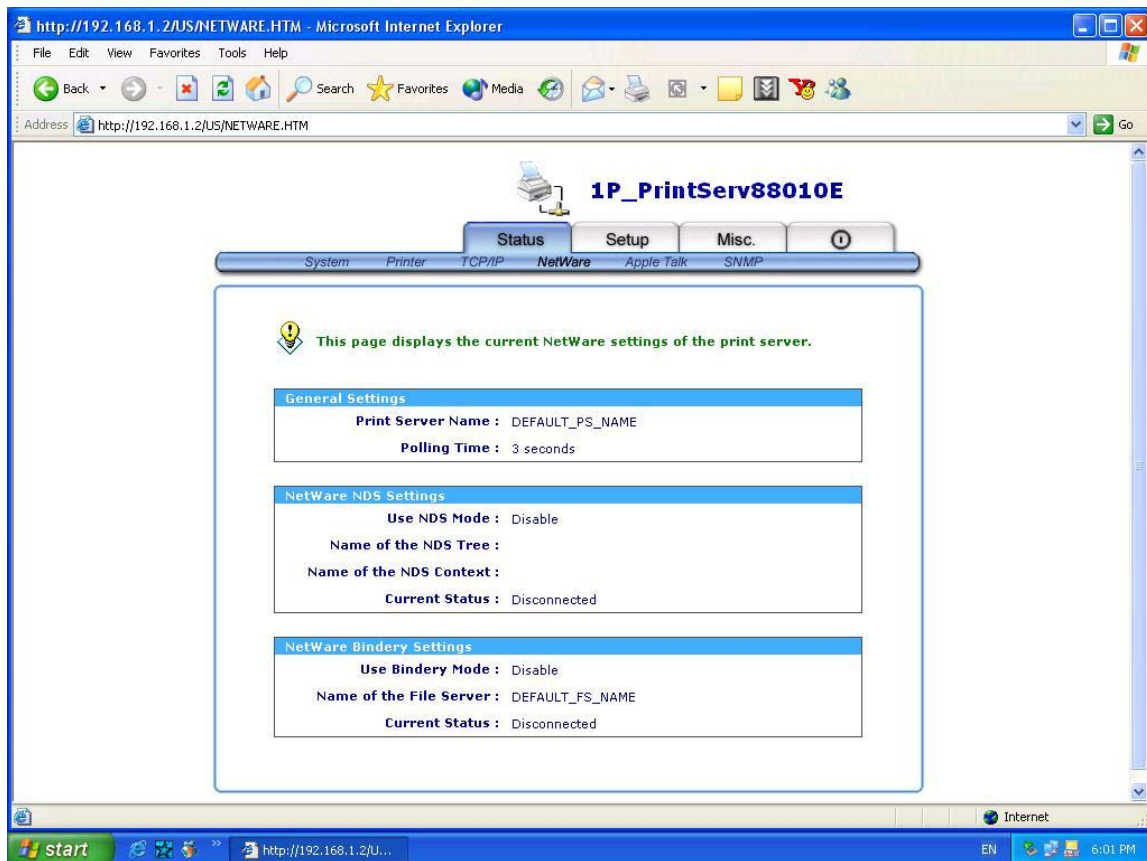 http://192.168.1.2/US/NETWARE.HTM - Microsoft Internet Explorer
File Edit View Favorites Tools Help
Back Search Favorites Media
Address http://192.168.1.2/US/NETWARE.HTM Go
1P_PrintServ88010E
Status Setup Misc.
System Printer TCP/IP NetWare Apple Talk SNMP
This page displays the current NetWare settings of the print server.
General Settings
Print Server Name : DEFAULT_PS_NAME
Polling Time : 3 seconds
NetWare NDS Settings
Use NDS Mode : Disable
Name of the NDS Tree :
Name of the NDS Context :
Current Status : Disconnected
NetWare Bindery Settings
Use Bindery Mode : Disable
Name of the File Server : DEFAULT_FS_NAME
Current Status : Disconnected
Internet
start http://192.168.1.2/U... EN 6:01 PM